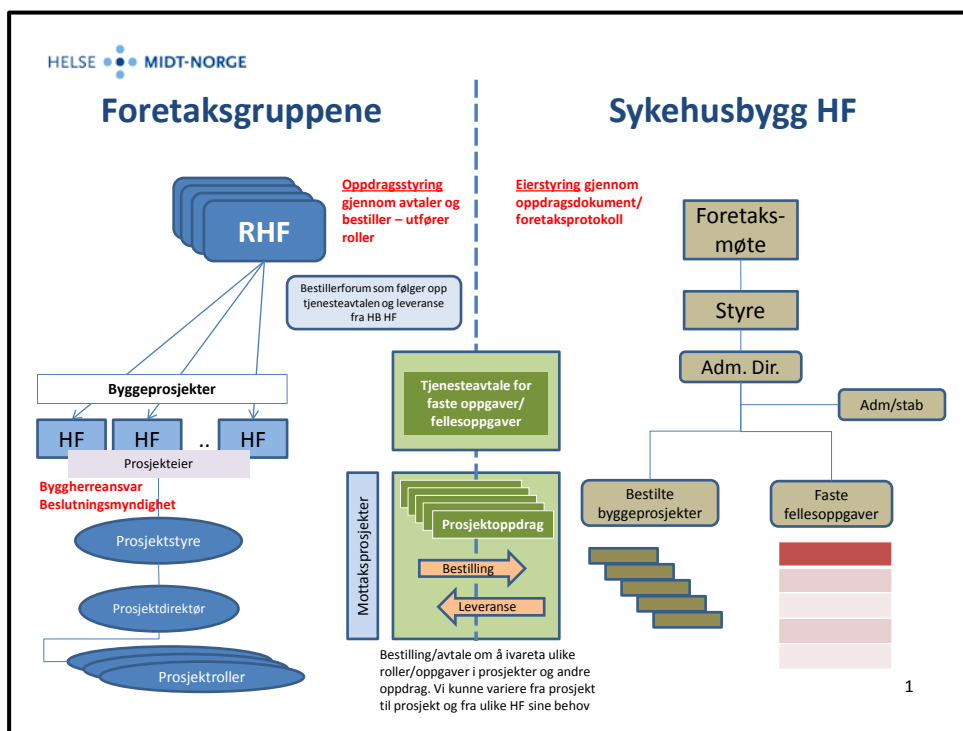 HELSE MIDT-NORGE
Foretaksgruppene
Sykehusbygg HF
RHF
Oppdragsstyring
gjennom avtaler og
bestiller – utfører
roller
Eierstyring gjennom
oppdragsdokument/
foretaksprotokoll
Bestillerforum som følger opp
tjenesteavtalen og leveranse
fra HB HF
Byggeprosjekter
HF
HF
..
HF
Prosjekteier
Byggherreansvar
Beslutningsmyndighet
Prosjektstyre
Prosjektdirektør
Prosjektroller
Tjenesteavtale for
faste oppgaver/
fellesoppgaver
Mottaksprosjekter
Prosjektoppdrag
Bestilling
Leveranse
Bestilling/avtale om å ivareta ulike
roller/oppgaver i prosjekter og andre
oppdrag. Vi kunne variere fra prosjekt
til prosjekt og fra ulike HF sine behov
Foretaks-
møte
Styre
Adm. Dir.
Adm/stab
Bestilte
byggeprosjekter
Faste
fellesoppgaver
1